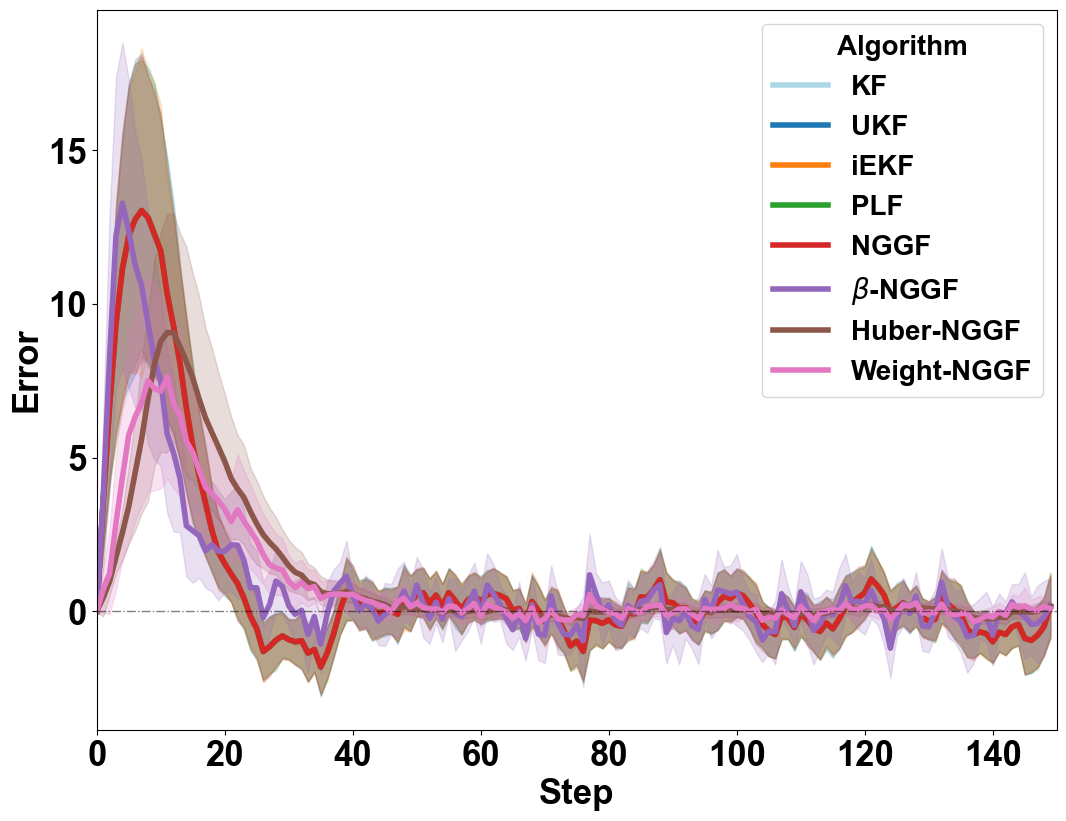 Algorithm
KF
UKF
iEKF
PLF
NGGF
β-NGGF
Huber-NGGF
Weight-NGGF
Error
15
10
5
0
0 20 40 60 80 100 120 140
Step